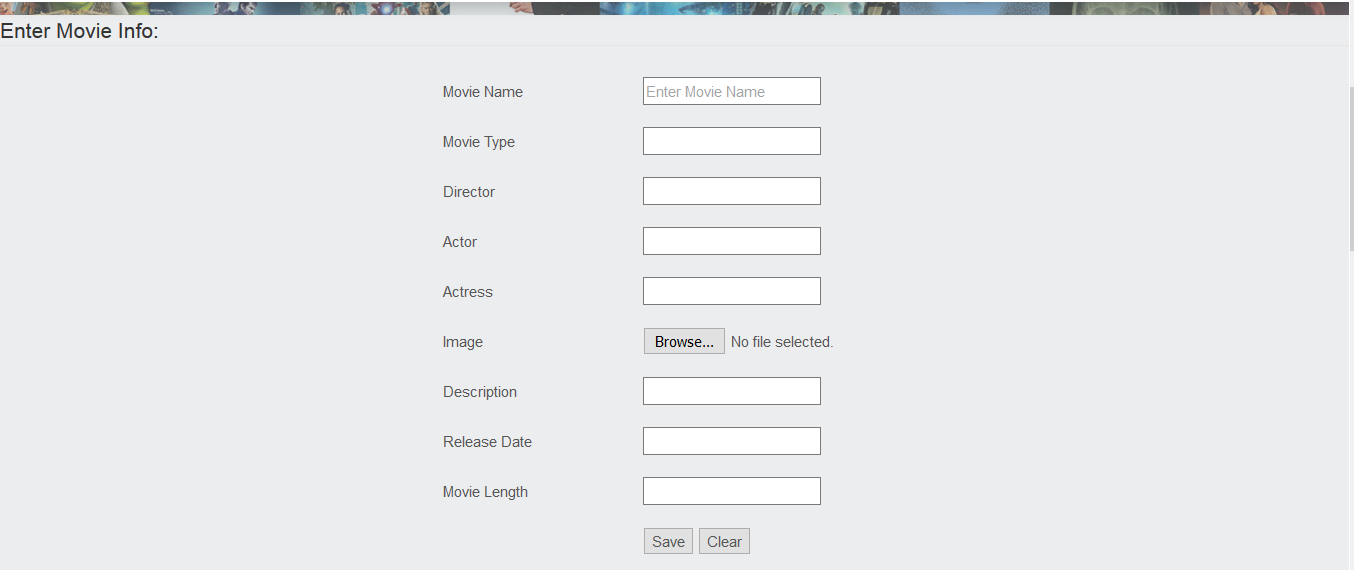 Enter Movie Info:
Movie Name Enter Movie Name
Movie Type
Director
Actor
Actress
Image Browse... No file selected.
Description
Release Date
Movie Length
Save Clear